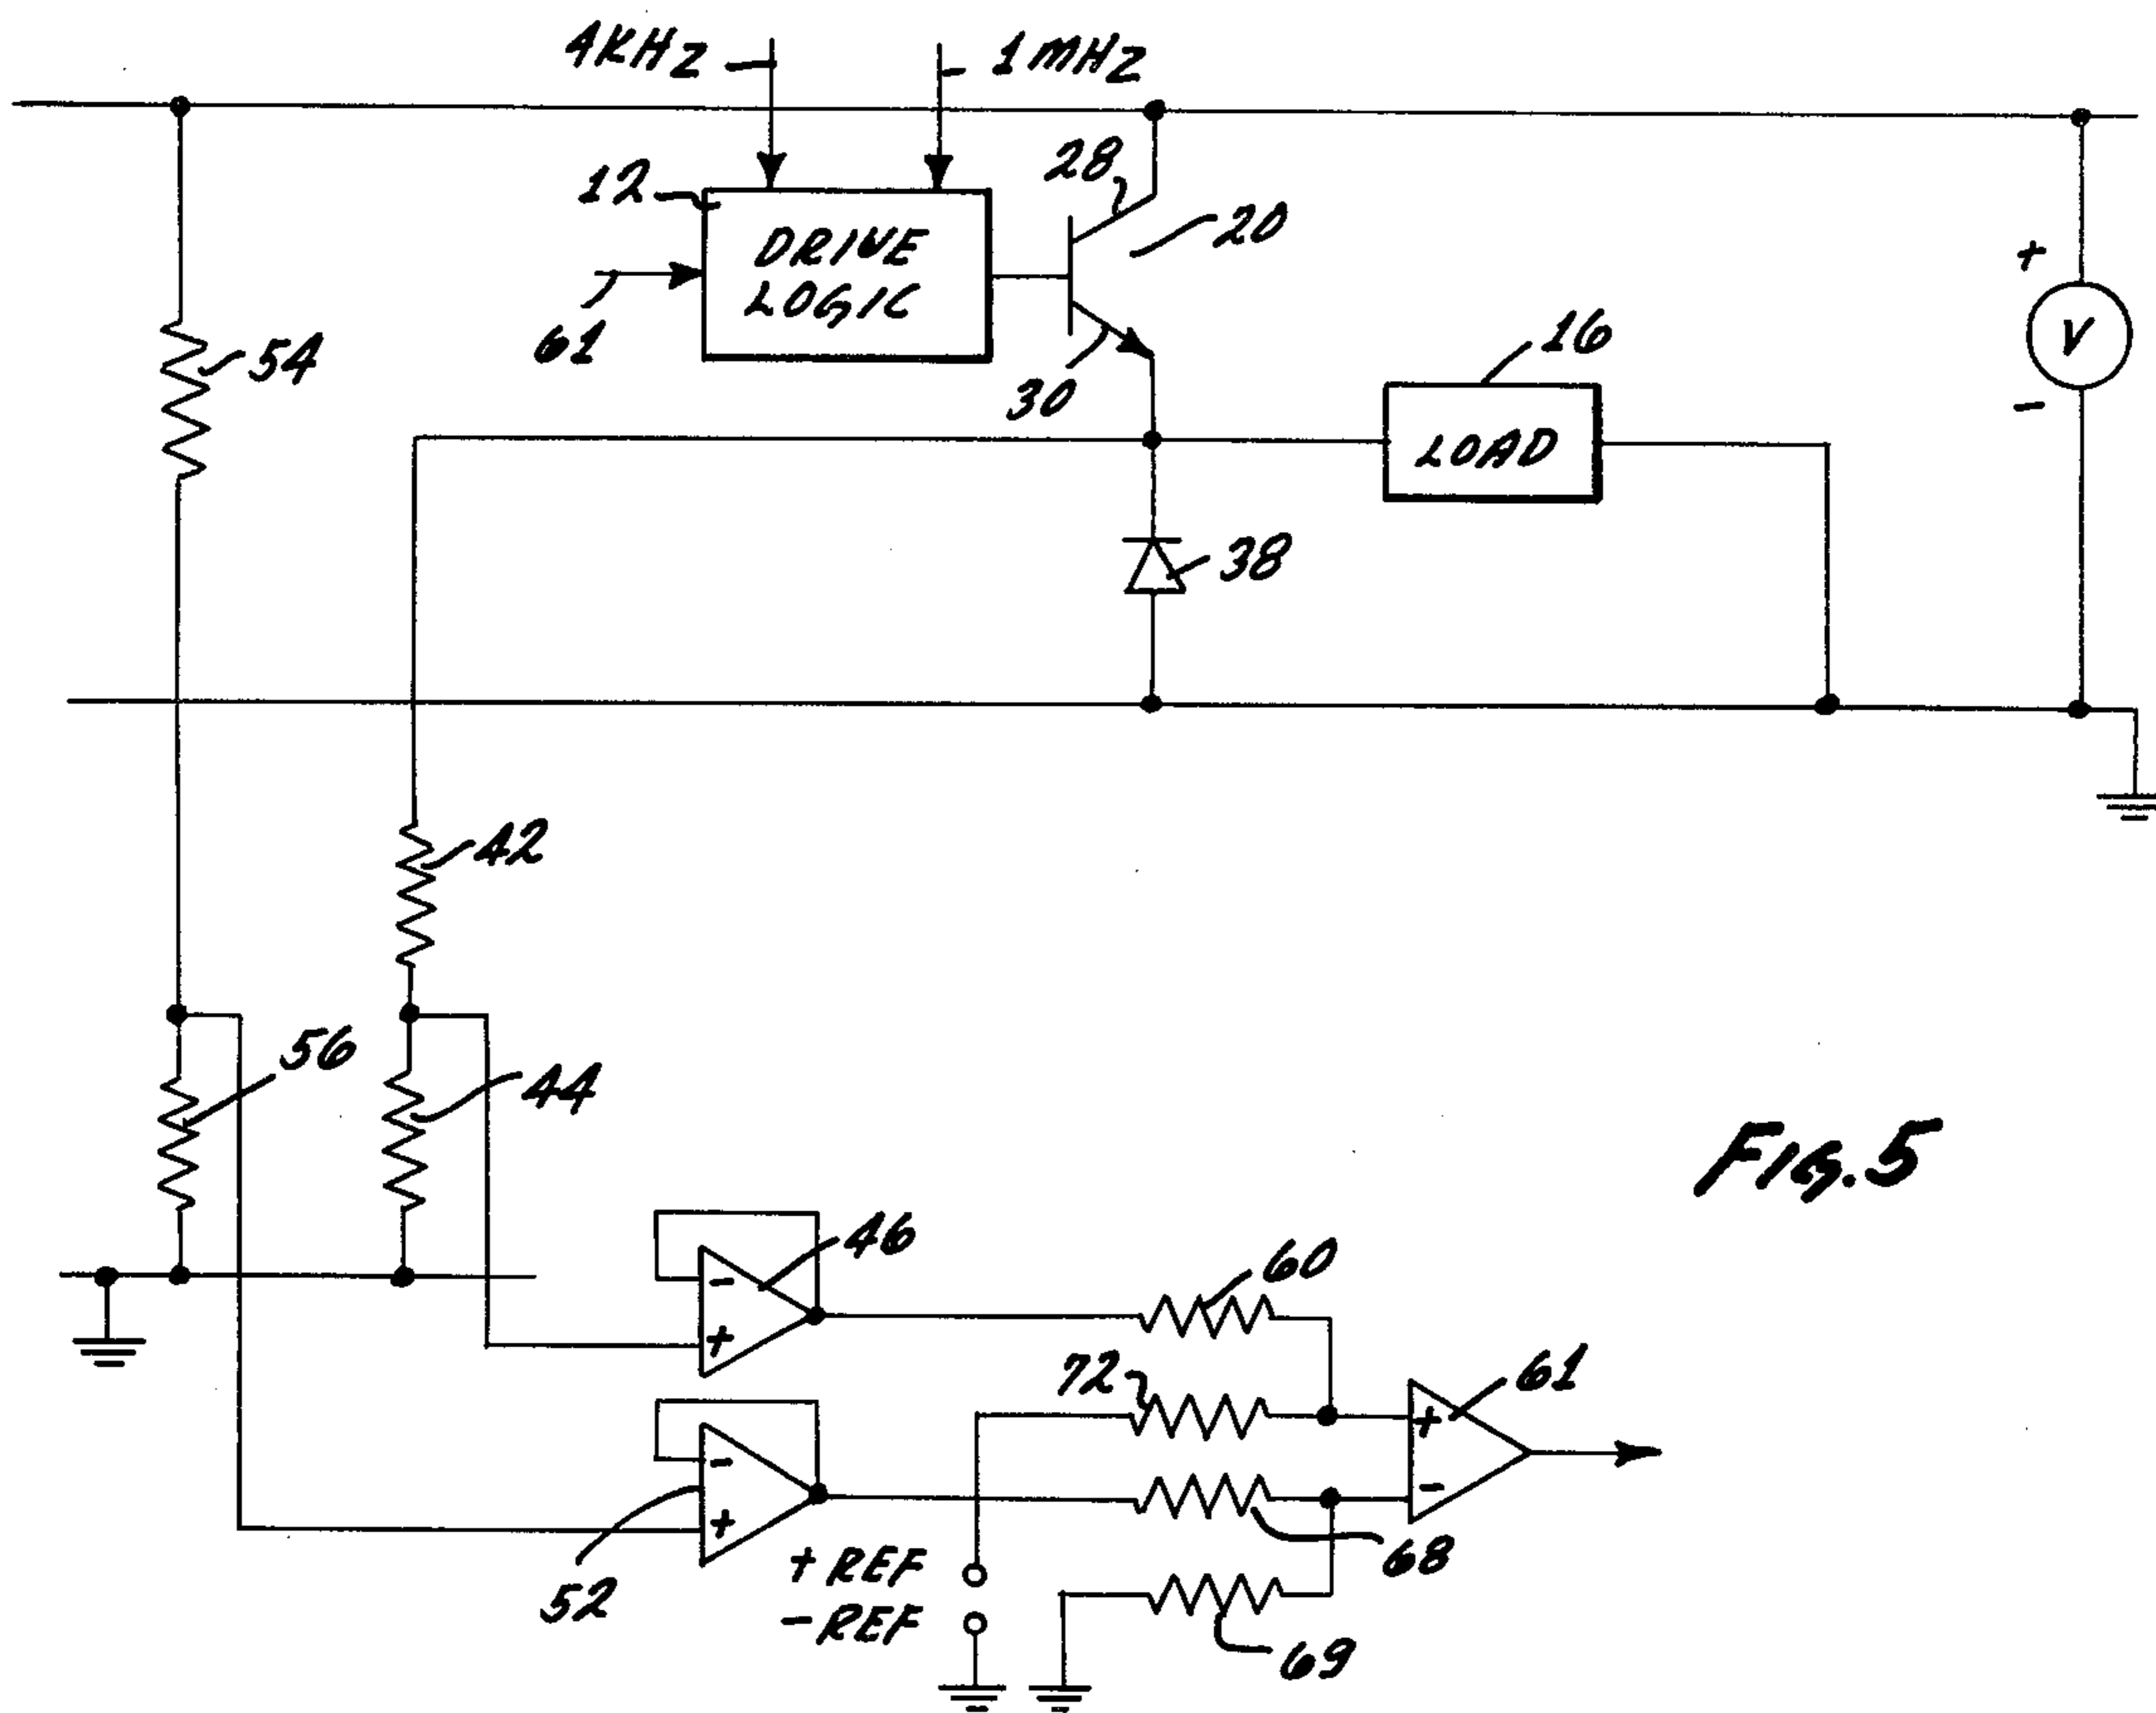 4KHz
1MHz
28
12
20
DRIVE
LOGIC
+
61
16
54
V
30
-
LOAD
38
42
56
44
FIG.5
46
60
-
+
72
61
+
-
-
68
+
+ REF
52
- REF
69